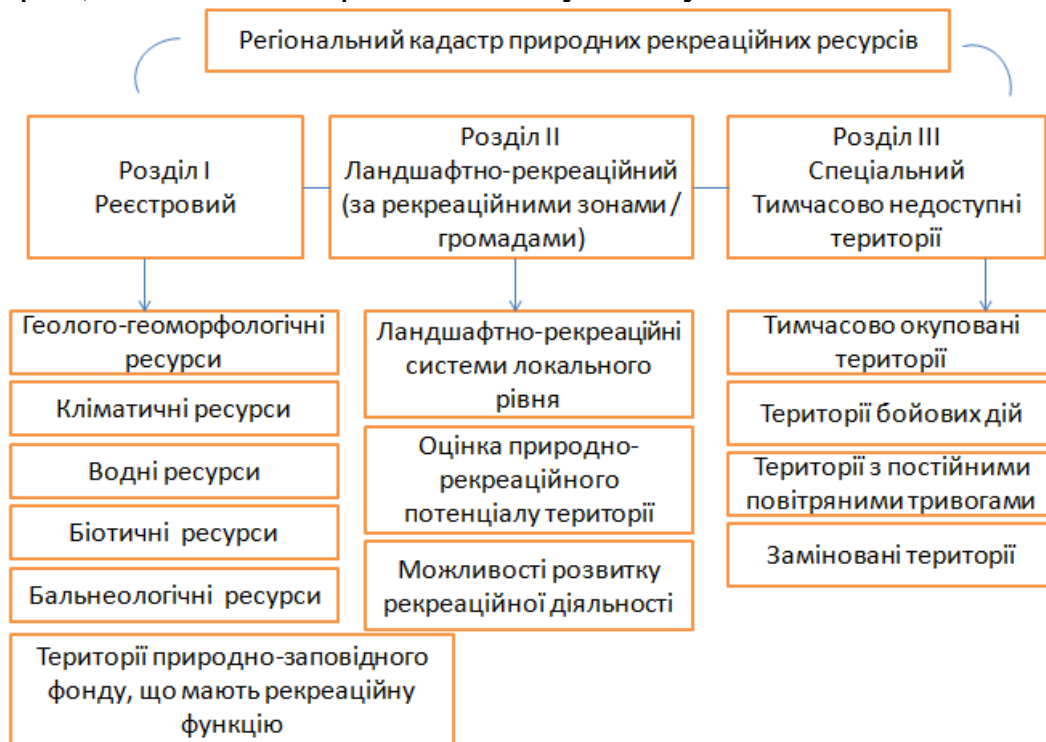 Регіональний кадастр природних рекреаційних ресурсів
Розділ I
Реєстровий
Розділ II
Ландшафтно-рекреаційний
(за рекреаційними зонами /
громадами)
Розділ III
Спеціальний
Тимчасово недоступні
території
Геолого-геоморфологічні
ресурси
Кліматичні ресурси
Водні ресурси
Біотичні ресурси
Бальнеологічні ресурси
Території природно-заповідного
фонду, що мають рекреаційну
функцію
Ландшафтно-рекреаційні
системи локального
рівня
Оцінка природно-
рекреаційного
потенціалу території
Можливості розвитку
рекреаційної діяльності
Тимчасово окуповані
території
Території бойових дій
Території з постійними
повітряними тривогами
Заміновані території